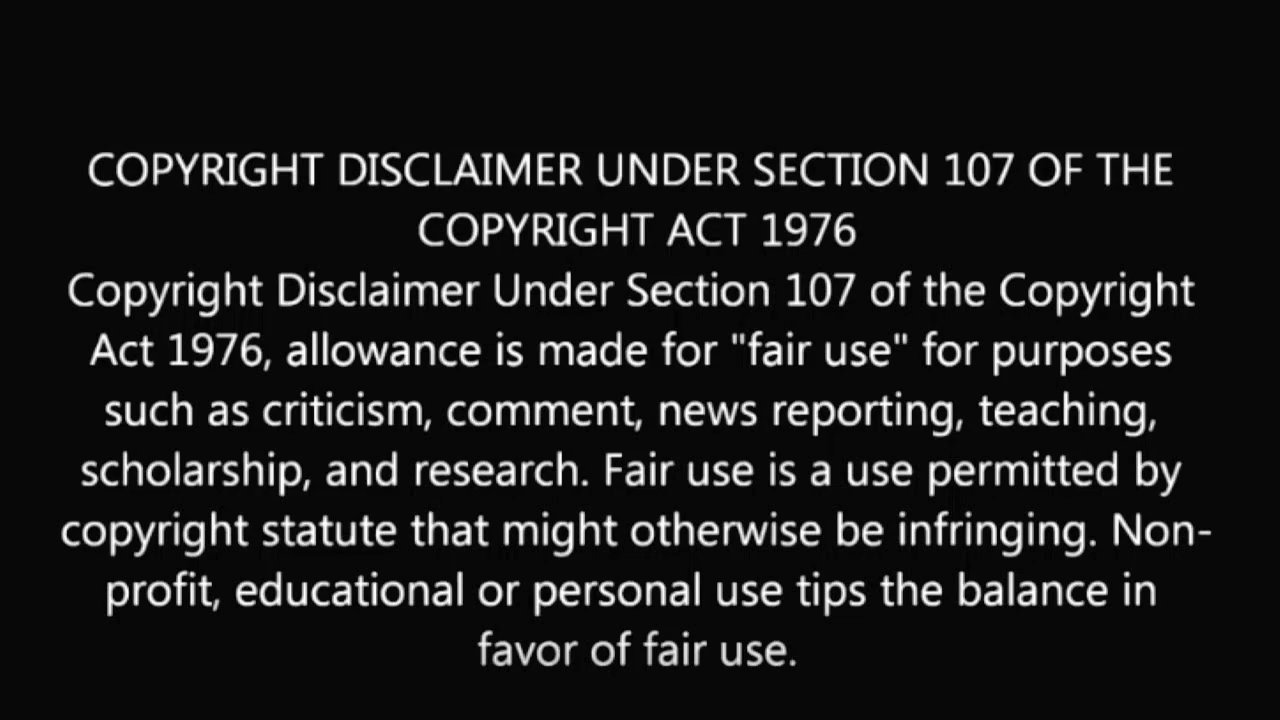 COPYRIGHT DISCLAIMER UNDER SECTION 107 OF THE
COPYRIGHT ACT 1976
Copyright Disclaimer Under Section 107 of the Copyright
Act 1976, allowance is made for "fair use" for purposes
such as criticism, comment, news reporting, teaching,
scholarship, and research. Fair use is a use permitted by
copyright statute that might otherwise be infringing. Non-
profit, educational or personal use tips the balance in
favor of fair use.